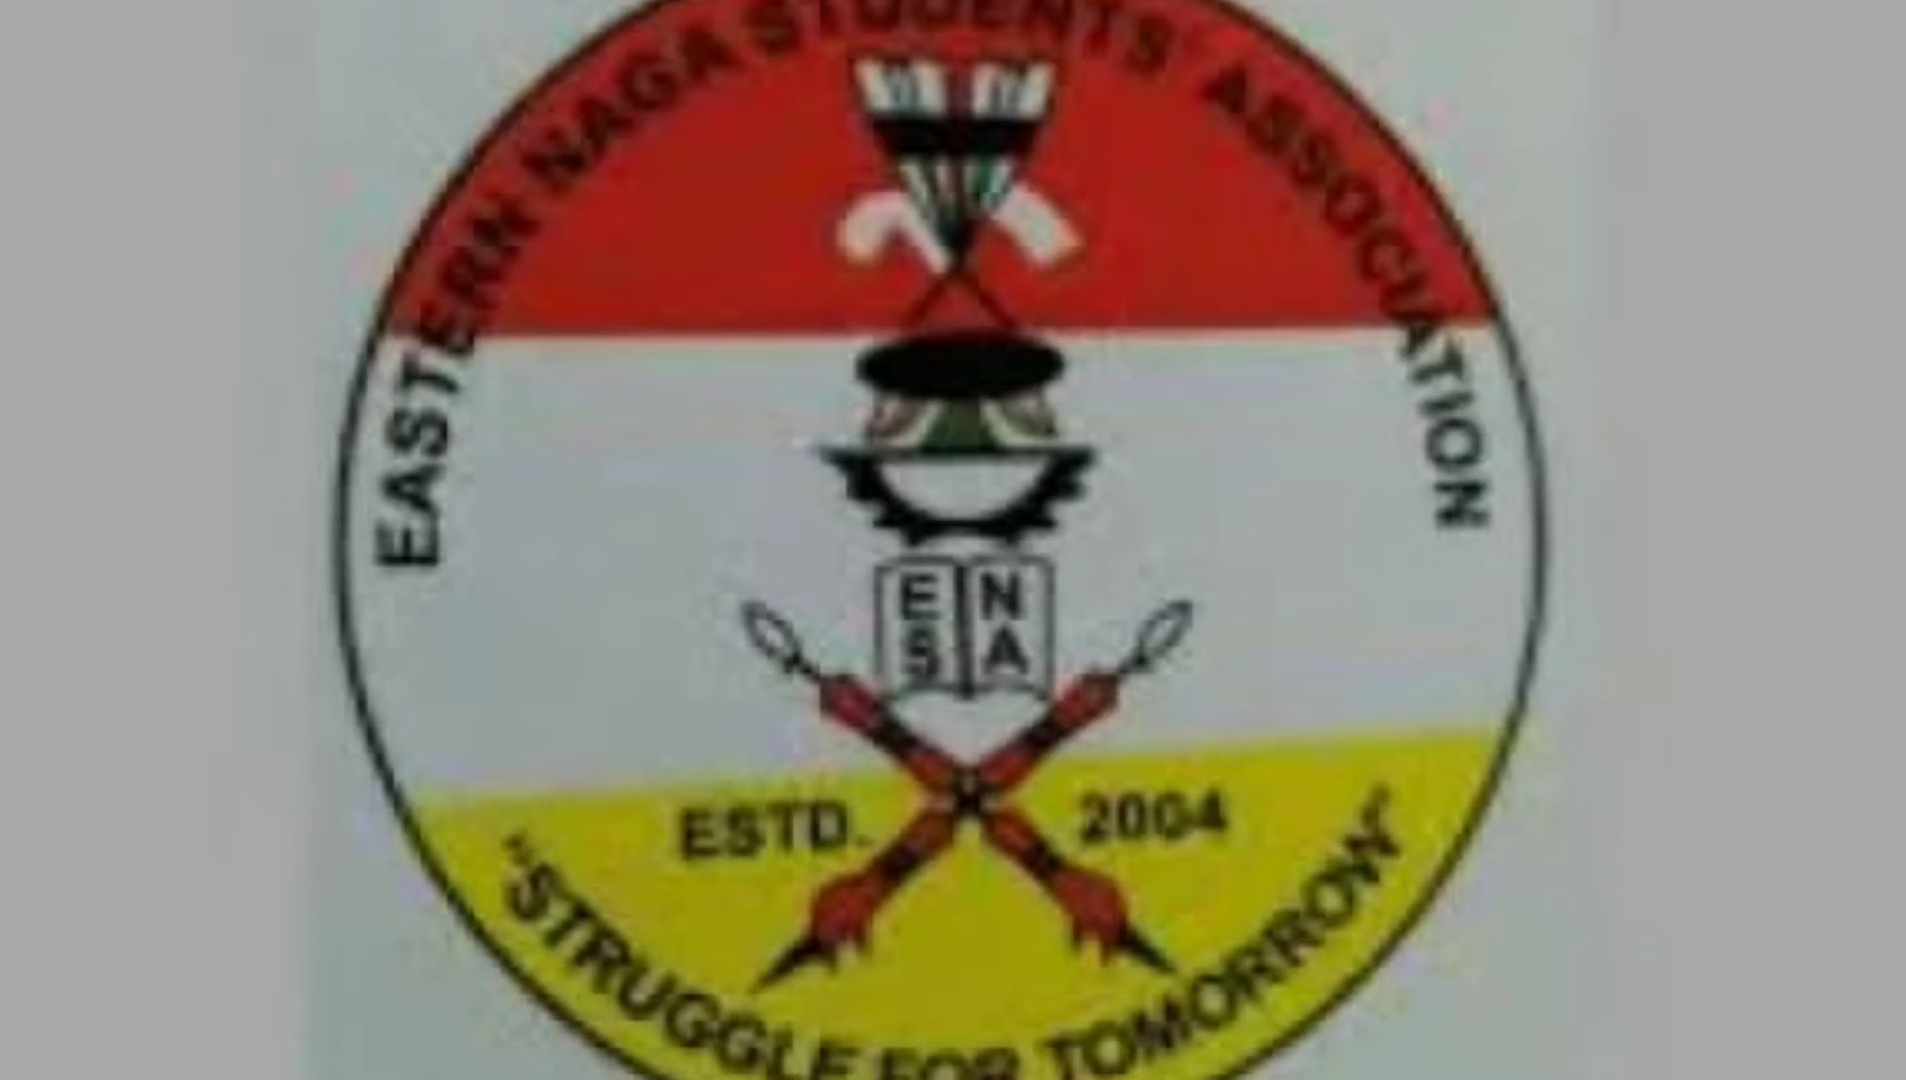 EASTERN NAGA STUDENTS' ASSOCIATION
E N
S A
ESTD. 2004
"STRUGGLE FOR TOMORROW"